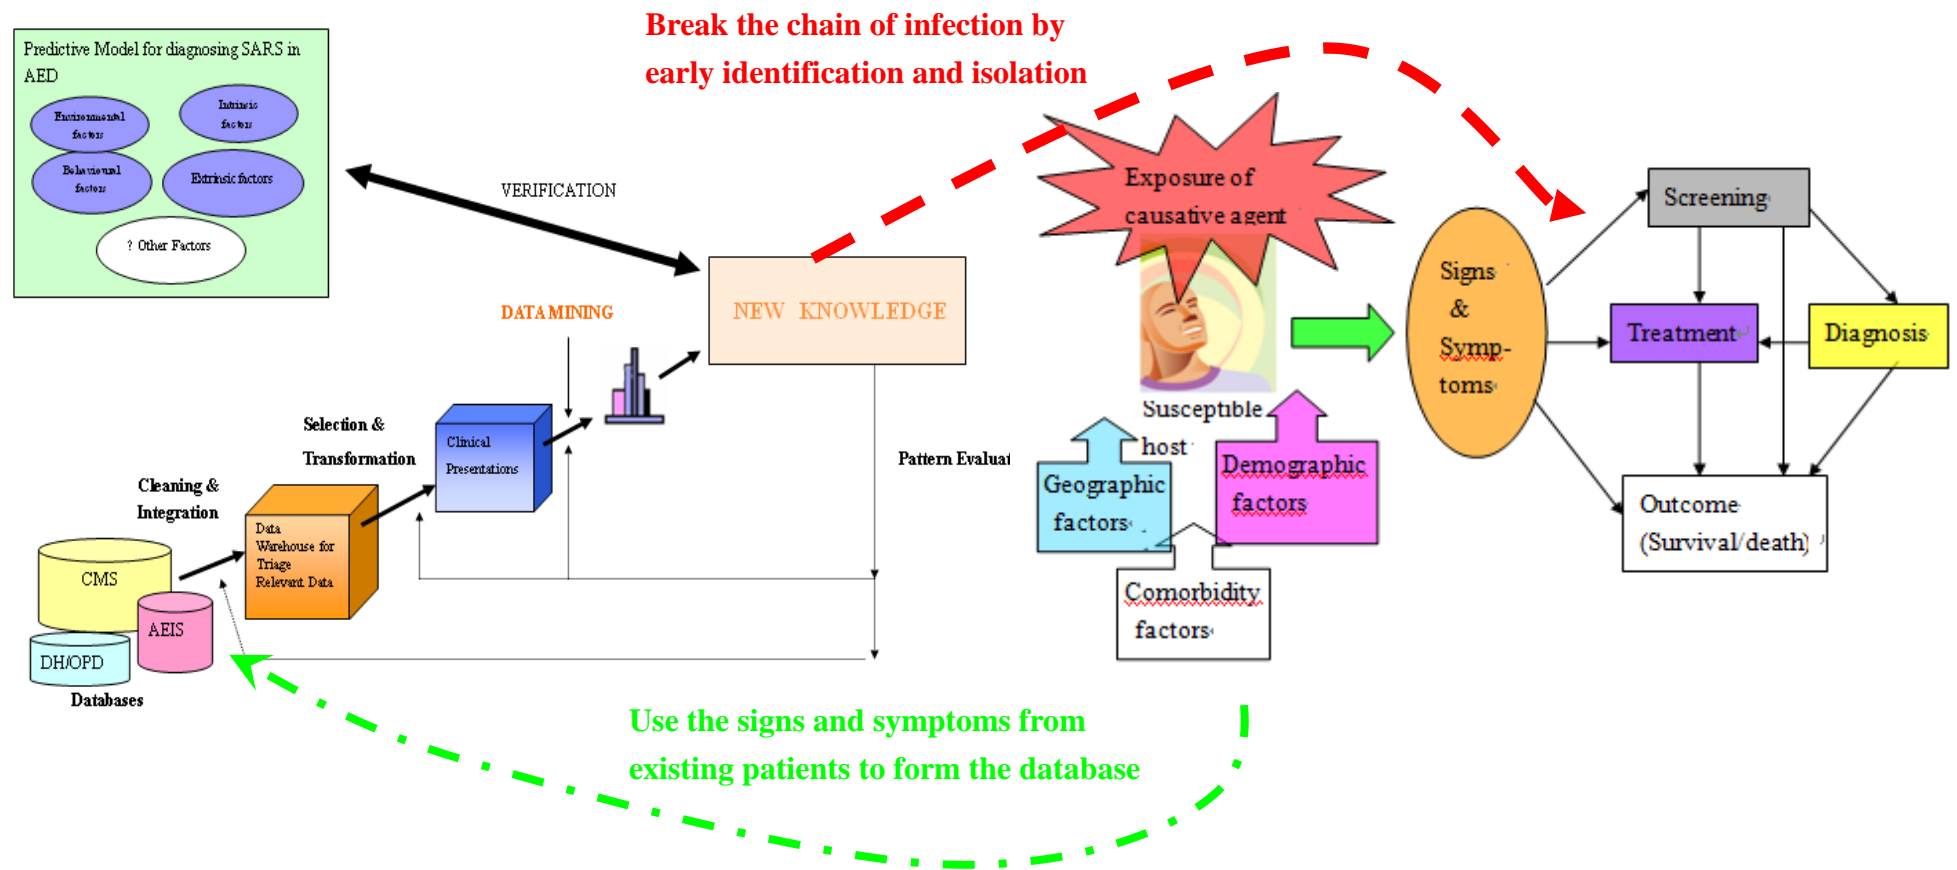 Break the chain of infection by
early identification and isolation
Predictive Model for diagnosing SARS in
AED
Environmental
factors
Intrinsic
factors
Behavioural
factors
Extrinsic factors
? Other Factors
VERIFICATION
NEW KNOWLEDGE
DATA MINING
Selection &
Transformation
Clinical
Presentations
Cleaning &
Integration
Data
Warehouse for
Triage
Relevant Data
CMS
AEIS
DH/OPD
Databases
Pattern Evaluat
Exposure of
causative agent
Susceptible
host
Geographic
factors
Demographic
factors
Comorbidity
factors
Signs
&
Symp-
toms
Screening
Treatment
Diagnosis
Outcome
(Survival/death)
Use the signs and symptoms from
existing patients to form the database